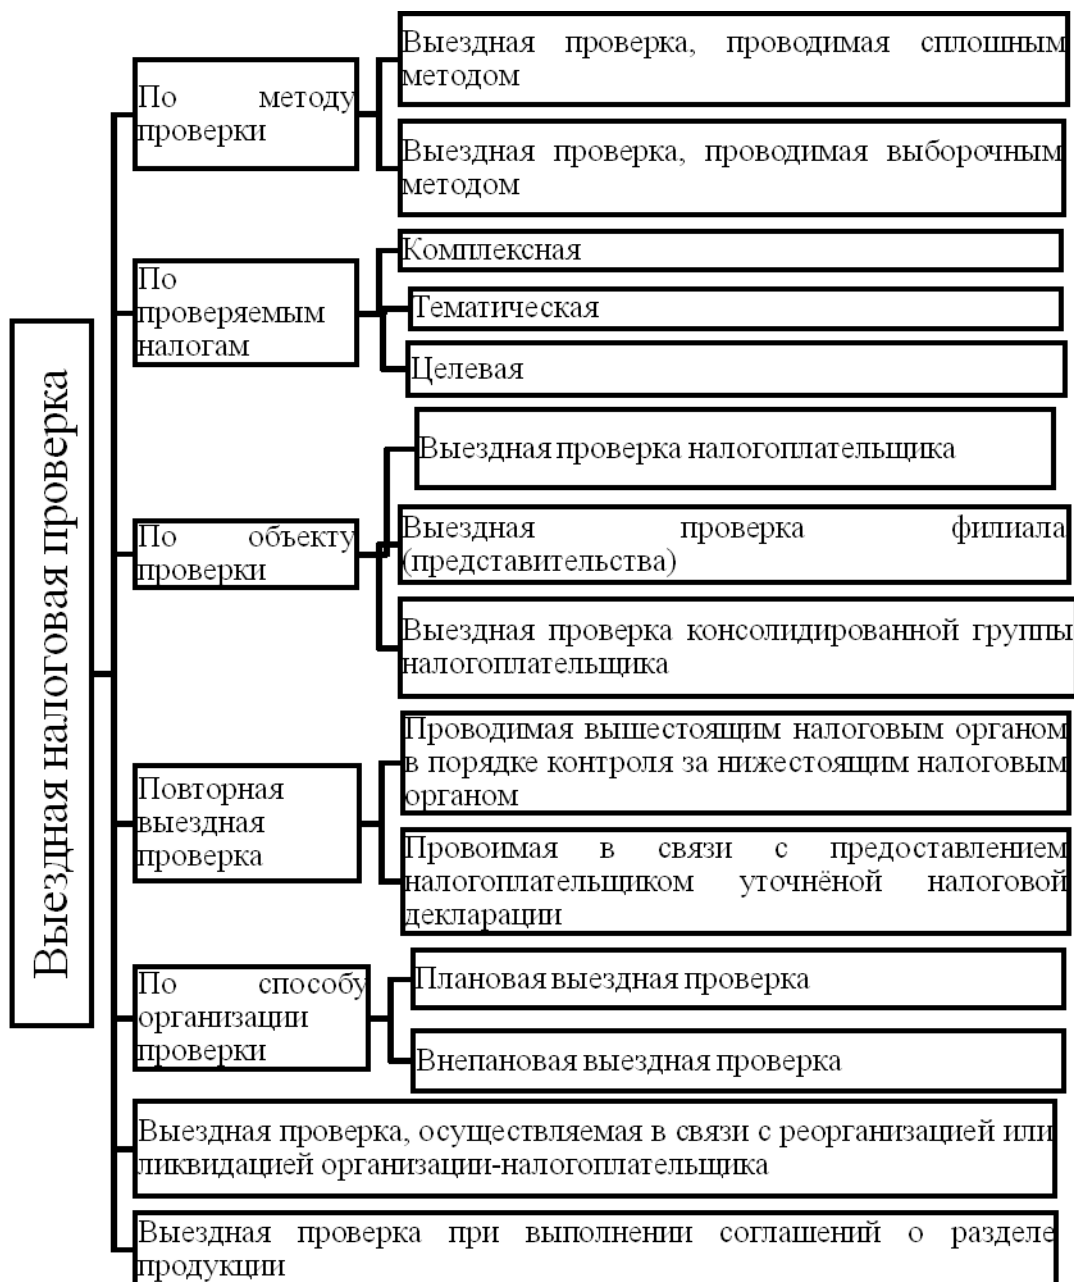 Выездная налоговая проверка
По методу
проверки
Выездная проверка, проводимая сплошным
методом
Выездная проверка, проводимая выборочным
методом
По
проверяемым
налогам
Комплексная
Тематическая
Целевая
По объекту
проверки
Выездная проверка налогоплательщика
Выездная проверка филиала
(представительства)
Выездная проверка консолидированной группы
налогоплательщика
Повторная
выездная
проверка
Проводимая вышестоящим налоговым органом
в порядке контроля за нижестоящим налоговым
органом
Провоимая в связи с предоставлением
налогоплательщиком уточнёной налоговой
декларации
По способу
организации
проверки
Плановая выездная проверка
Внепановая выездная проверка
Выездная проверка, осуществляемая в связи с реорганизацией или
ликвидацией организации-налогоплательщика
Выездная проверка при выполнении соглашений о разделе
продукции